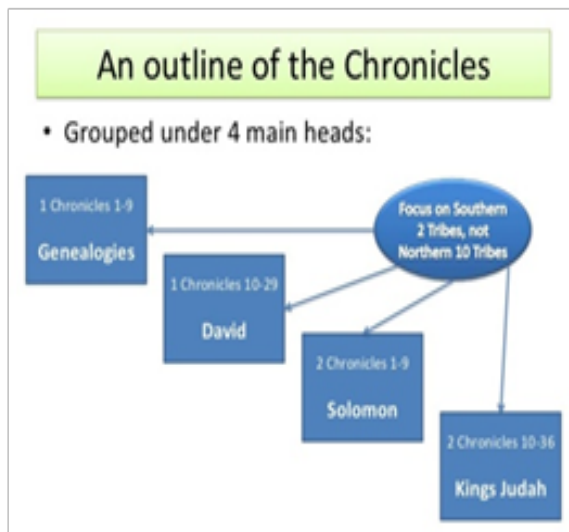 An outline of the Chronicles
• Grouped under 4 main heads:
1 Chronicles 1-9
Genealogies
Focus on Southern
2 Tribes, not
Northern 10 Tribes
1 Chronicles 10-29
David
2 Chronicles 1-9
Solomon
2 Chronicles 10-36
Kings Judah